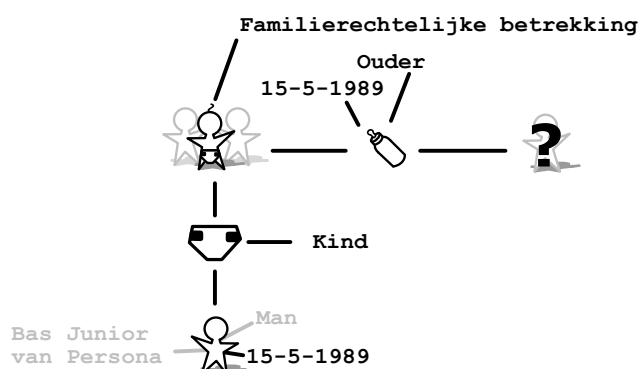 Familierechtelijke betrekking
Ouder
15-5-1989
?
Kind
Man
Bas Junior
van Persona
15-5-1989